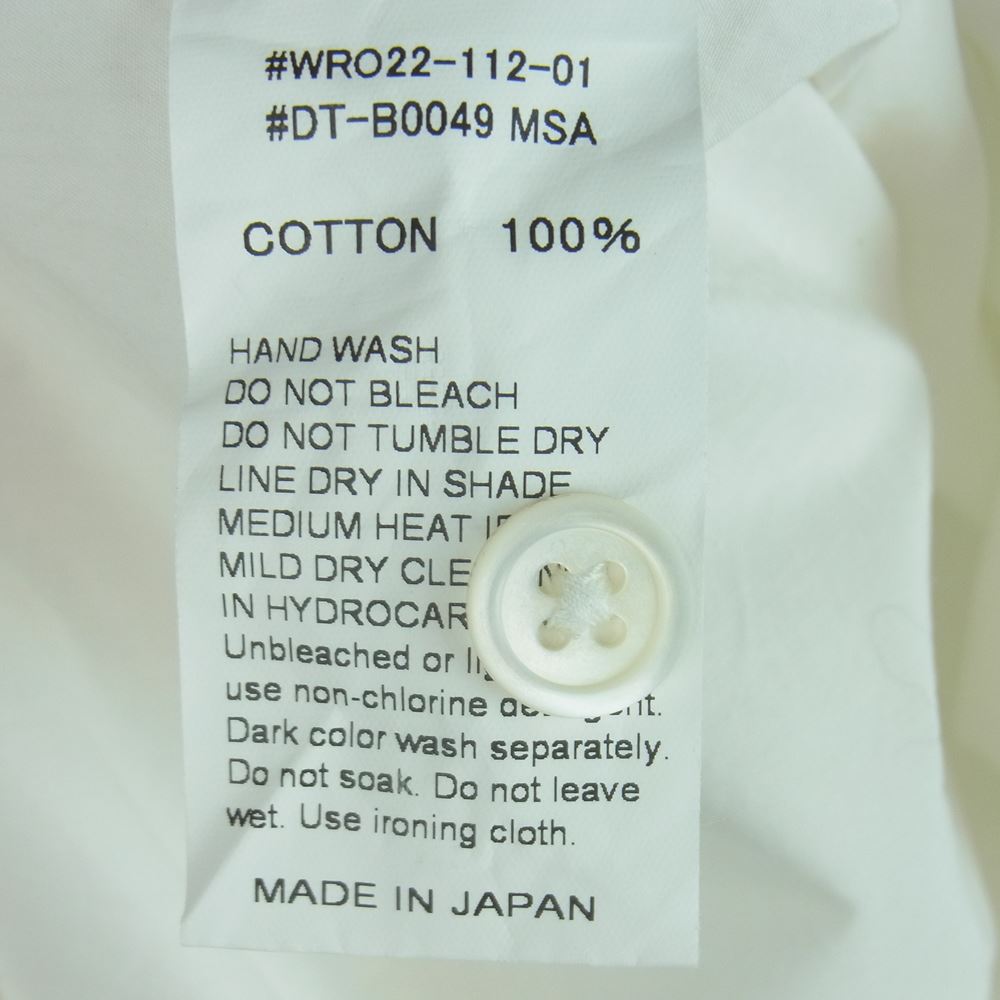 #WRO22-112-01
#DT-B0049 MSA
COTTON 100%
HAND WASH
DO NOT BLEACH
DO NOT TUMBLE DRY
LINE DRY IN SHADE
MEDIUM HEAT
MILD DRY
IN
Unbleached or
use non-chlorine
Dark color wash separately.
Do not soak. Do not leave
wet. Use ironing cloth.
MADE IN JAPAN